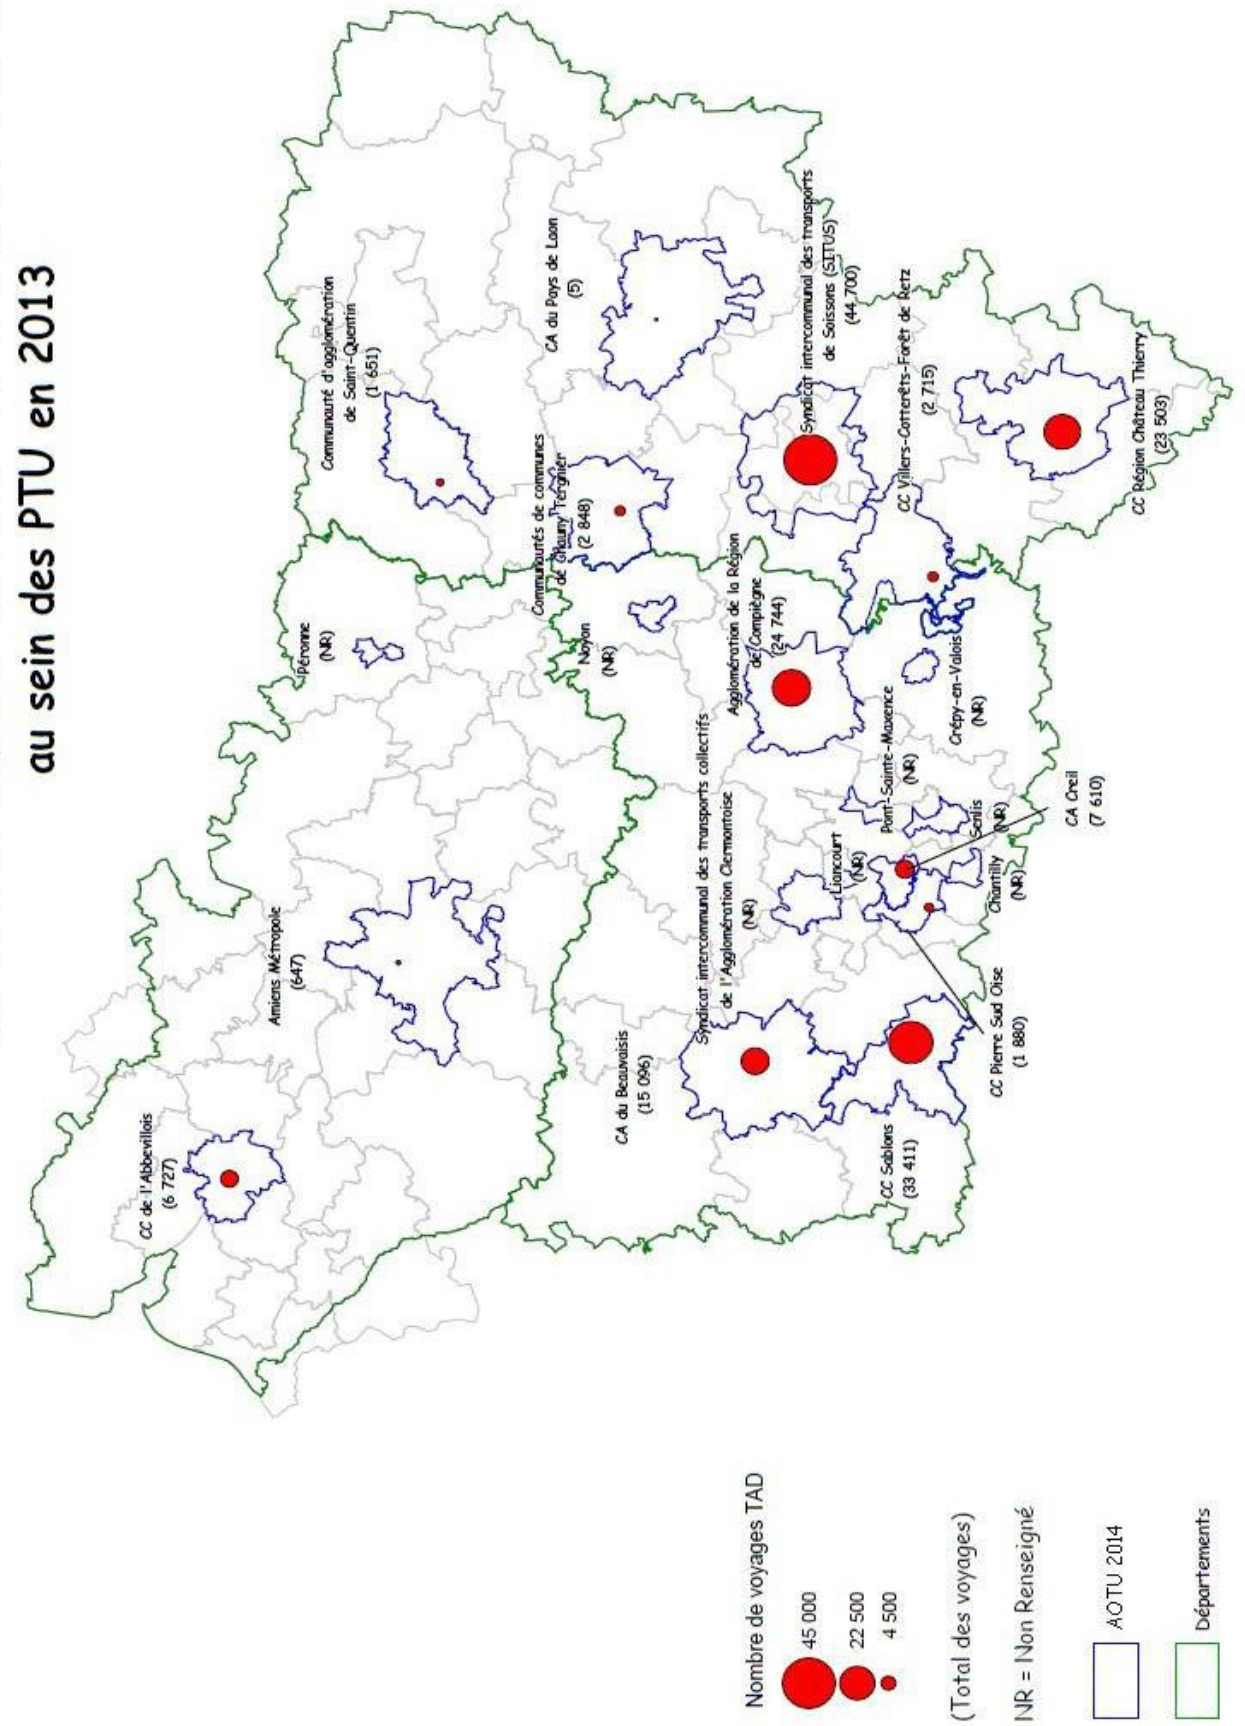 au sein des PTU en 2013
CC de l'Abbevillois
(6 727)
Amiens Métropole
(647)
Péronne
(NR)
Communauté d'agglomération
de Saint-Quentin
(1 651)
CA du Pays de Laon
(5)
Communautés de communes
de Chauny Tergnier
(2 848)
Noyon
(NR)
Syndicat intercommunal des transports
de Soissons (SITUS)
(44 700)
CC Villers-Cotterêts-Forêt de Retz
(2 715)
CC Région Château Thierry
(23 503)
Agglomération de la Région
de Compiègne
(24 744)
Crépy-en-Valois
(NR)
Pont-Sainte-Maxence
(NR)
Senlis
(NR)
CA Creil
(7 610)
Syndicat intercommunal des transports collectifs
de l'Agglomération Clermontoise
(NR)
Liancourt
(NR)
Chantilly
(NR)
CC Pierre Sud Oise
(1 880)
CA du Beauvaisis
(15 096)
CC Sablons
(33 411)
Nombre de voyages TAD
45 000
22 500
4 500
(Total des voyages)
NR = Non Renseigné
AOTU 2014
Départements